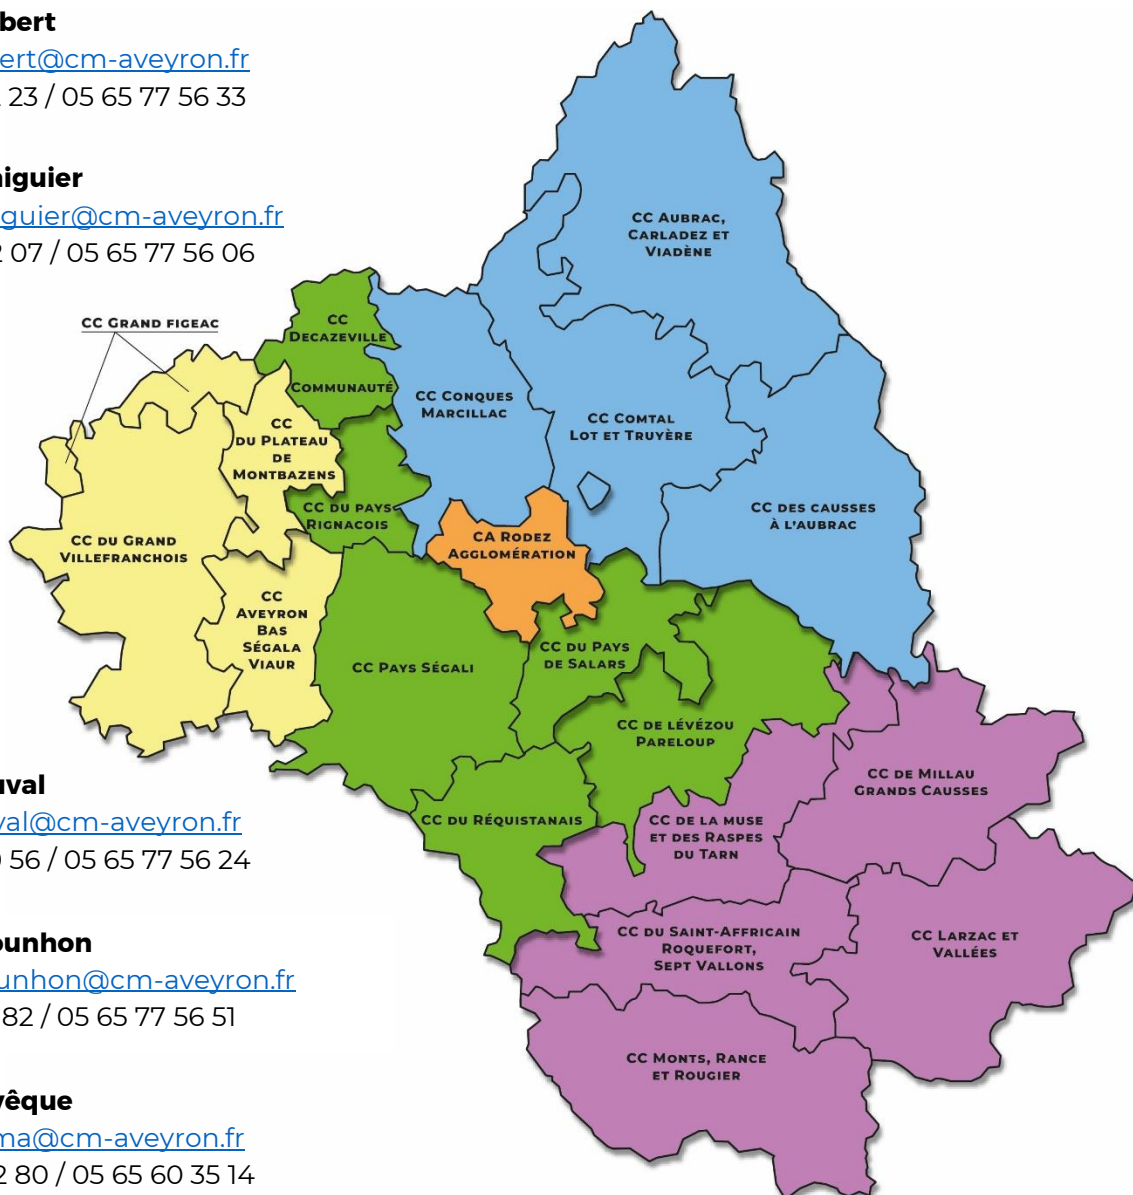 bert
ert@cm-aveyron.fr
23 / 05 65 77 56 33
iguier
guier@cm-aveyron.fr
2 07 / 05 65 77 56 06
CC GRAND FIGEAC
CC AUBRAC,
CARLADEZ ET
VIADÈNE
CC
DECAZEVILLE
COMMUNAUTÉ
CC CONQUES
MARCILLAC
CC COMTAL
LOT ET TRUYÈRE
CC
DU PLATEAU
DE
MONTBAZENS
CC DU PAYS
RIGNACOIS
CC DES CAUSSES
À L'AUBRAC
CC DU GRAND
VILLEFRANCHOIS
CA RODEZ
AGGLOMÉRATION
CC
AVEYRON
BAS
SÉGALA
VIAUR
CC PAYS SÉGALI
CC DU PAYS
DE SALARS
CC DE LÉVÉZOU
PARELOUP
CC DE MILLAU
GRANDS CAUSSES
CC DU RÉQUISTANAIS
CC DE LA MUSE
ET DES RASPES
DU TARN
CC DU SAINT-AFFRICAIN
ROQUEFORT,
SEPT VALLONS
CC LARZAC ET
VALLÉES
CC MONTS, RANCE
ET ROUGIER
uval
val@cm-aveyron.fr
56 / 05 65 77 56 24
ounhon
unhon@cm-aveyron.fr
82 / 05 65 77 56 51
vêque
ma@cm-aveyron.fr
2 80 / 05 65 60 35 14